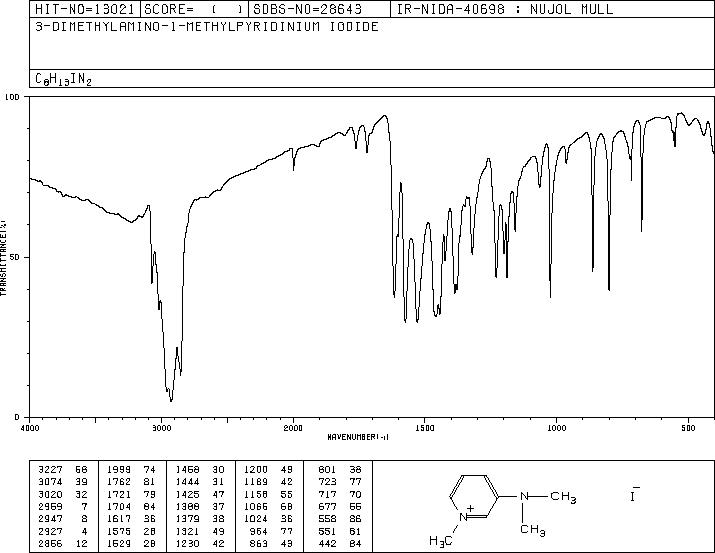 HIT-NO=13021 SCORE= ( ) SDBS-NO=28643 IR-NIDA-40698 : NUJOL MULL
3-DIMETHYLAMINO-1-METHYLPYRIDINIUM IODIDE
C8H13IN2
100
50
0
TRANSMITTANCE(%)
4000 3000 2000 1500 1000 500
WAVENUMBER(-1)
3227 58 1999 74 1458 30 1200 49 801 38
3074 39 1762 81 1444 31 1189 42 723 77
3020 32 1721 79 1425 47 1158 55 717 70
2959 7 1704 84 1388 37 1066 68 677 55
2947 8 1617 36 1379 38 1024 36 558 86
2927 4 1575 28 1321 49 964 77 551 81
2856 12 1529 28 1230 42 863 43 442 84
N CH3 I−
N+
H3C CH3